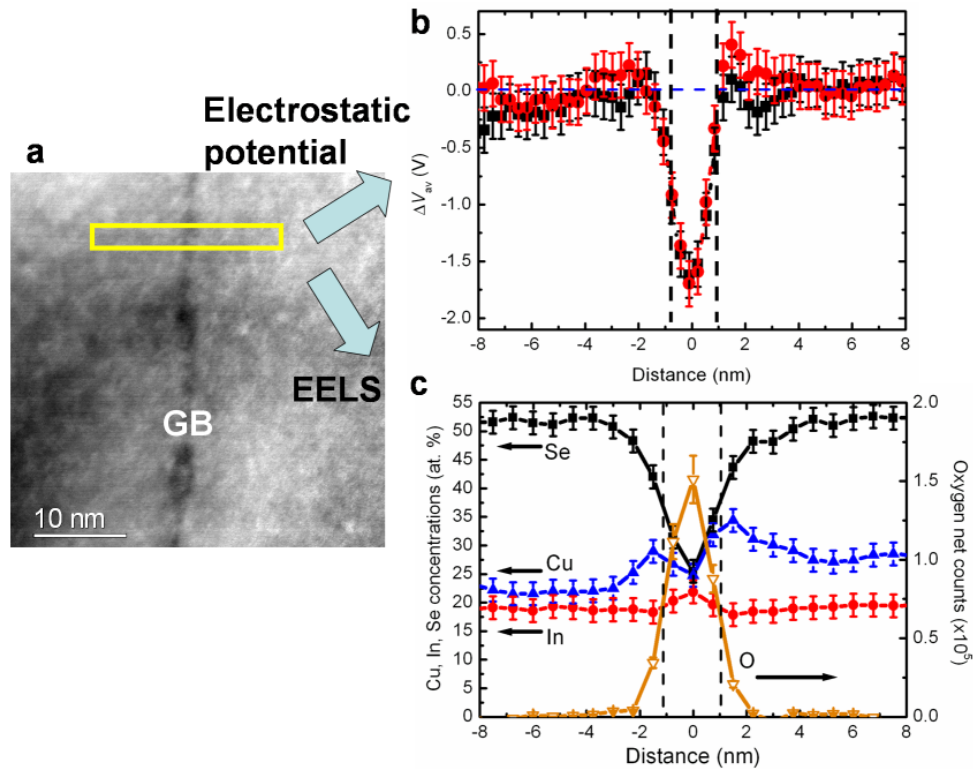 a
Electrostatic
potential
EELS
GB
10 nm
b
ΔV_av (V)
0.5
0.0
-0.5
-1.0
-1.5
-2.0
-8 -6 -4 -2 0 2 4 6 8
Distance (nm)
c
Cu, In, Se concentrations (at. %)
55
50
45
40
35
30
25
20
15
10
5
0
Se
Cu
In
O
2.0
1.5
1.0
0.5
0.0
Oxygen net counts (x10⁵)
-8 -6 -4 -2 0 2 4 6 8
Distance (nm)